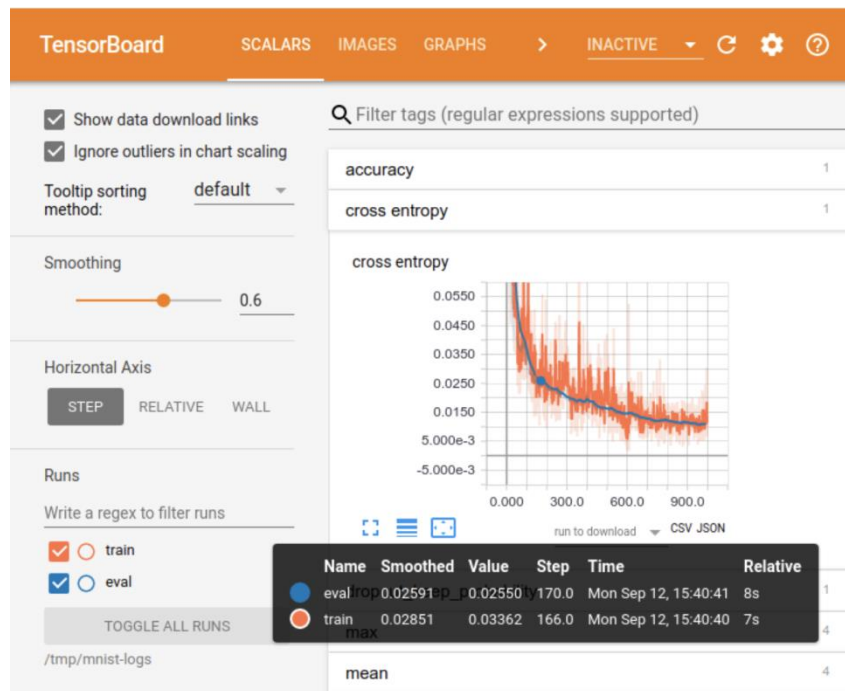 TensorBoard SCALARS IMAGES GRAPHS INACTIVE
Show data download links
Ignore outliers in chart scaling
Tooltip sorting method: default
Smoothing
0.6
Horizontal Axis
STEP RELATIVE WALL
Runs
Write a regex to filter runs
train
eval
TOGGLE ALL RUNS
/tmp/mnist-logs
Filter tags (regular expressions supported)
accuracy 1
cross entropy 1
cross entropy
0.0550
0.0450
0.0350
0.0250
0.0150
5.000e-3
-5.000e-3
0.000 300.0 600.0 900.0
run to download CSV JSON
Name Smoothed Value Step Time Relative
eval 0.02591 0.02550 170.0 Mon Sep 12, 15:40:41 8s
train 0.02851 0.03362 166.0 Mon Sep 12, 15:40:40 7s
1
max 4
mean 4